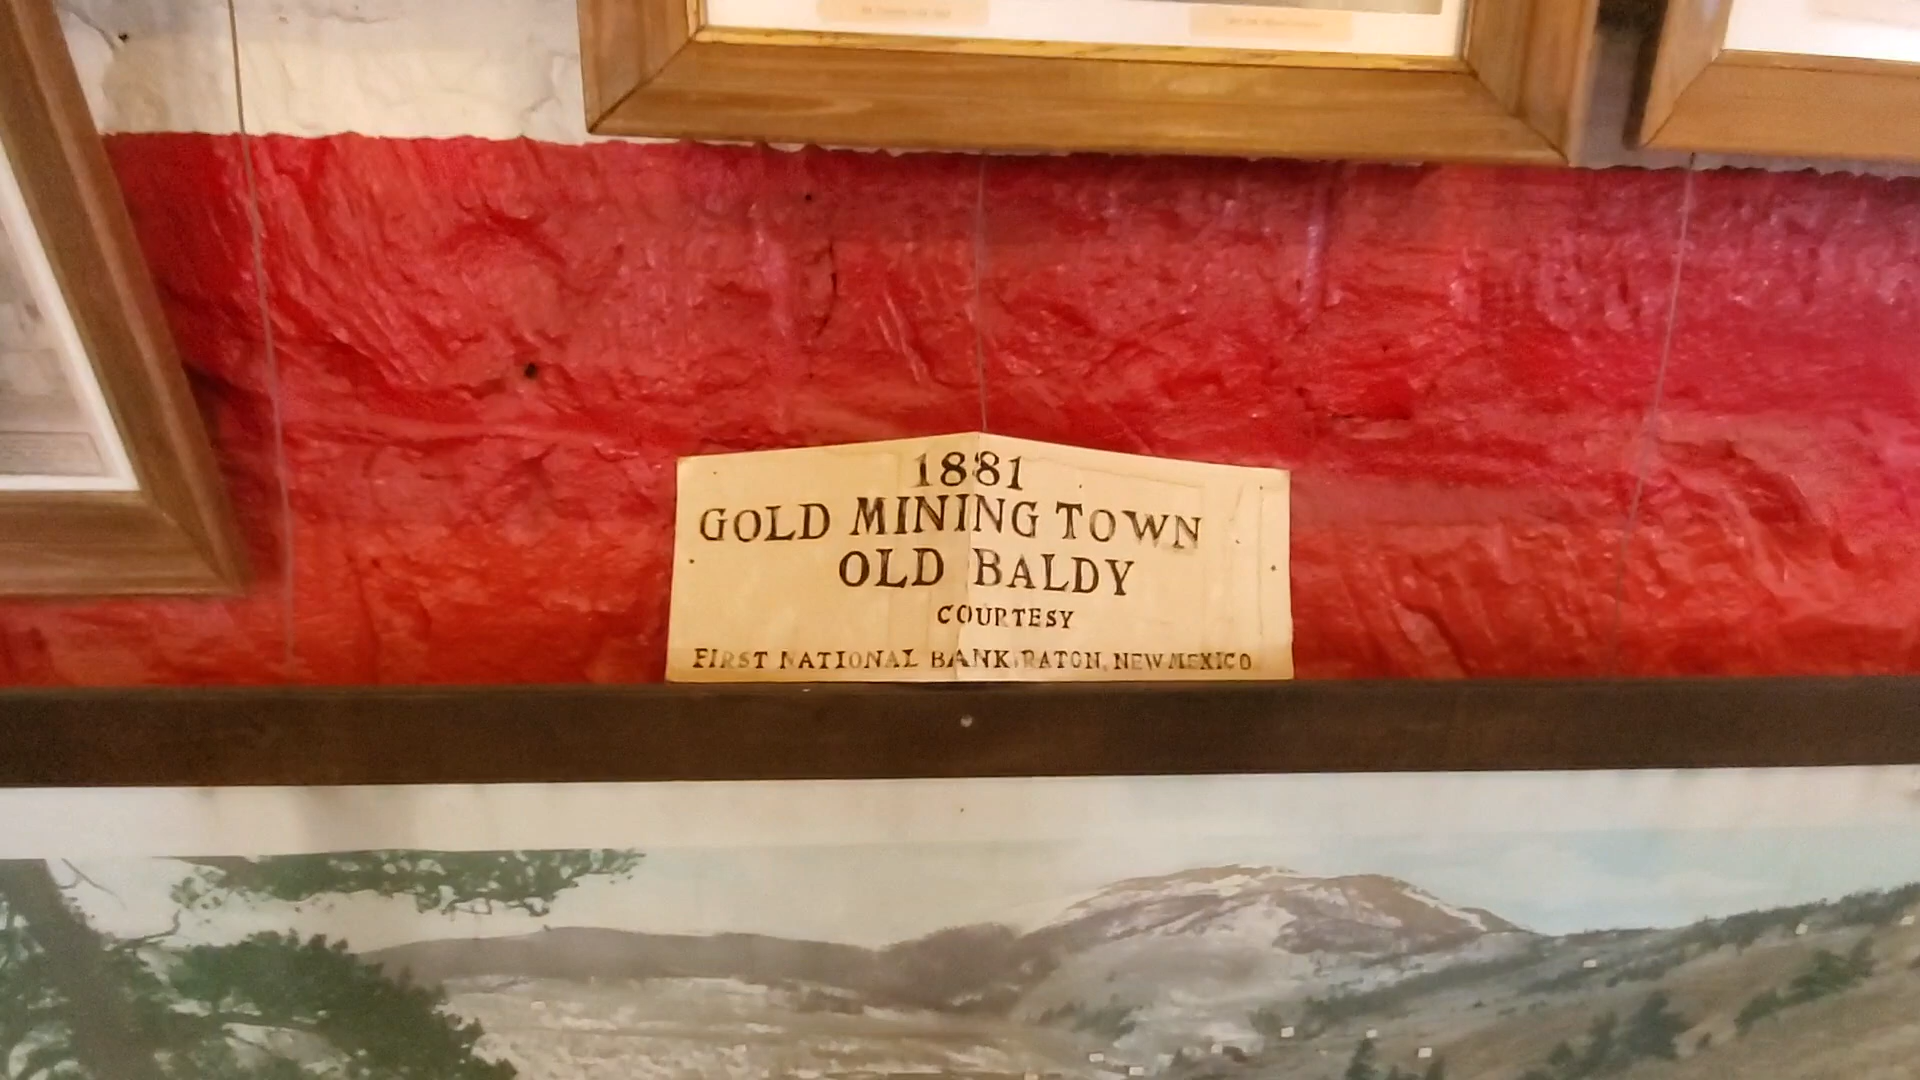 1881
GOLD MINING TOWN
OLD BALDY
COURTESY
FIRST NATIONAL BANK, RATON, NEW MEXICO